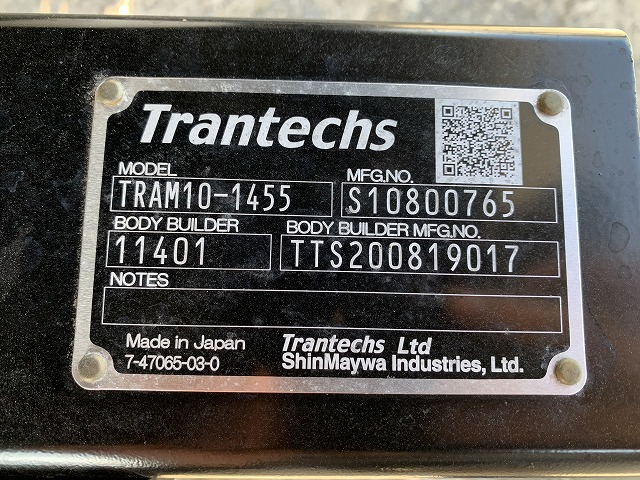 Trantechs
MODEL MFG.NO.
TRAM10-1455 S10800765
BODY BUILDER BODY BUILDER MFG.NO.
11401 TTS200819017
NOTES
Made in Japan Trantechs Ltd
7-47065-03-0 ShinMaywa Industries, Ltd.